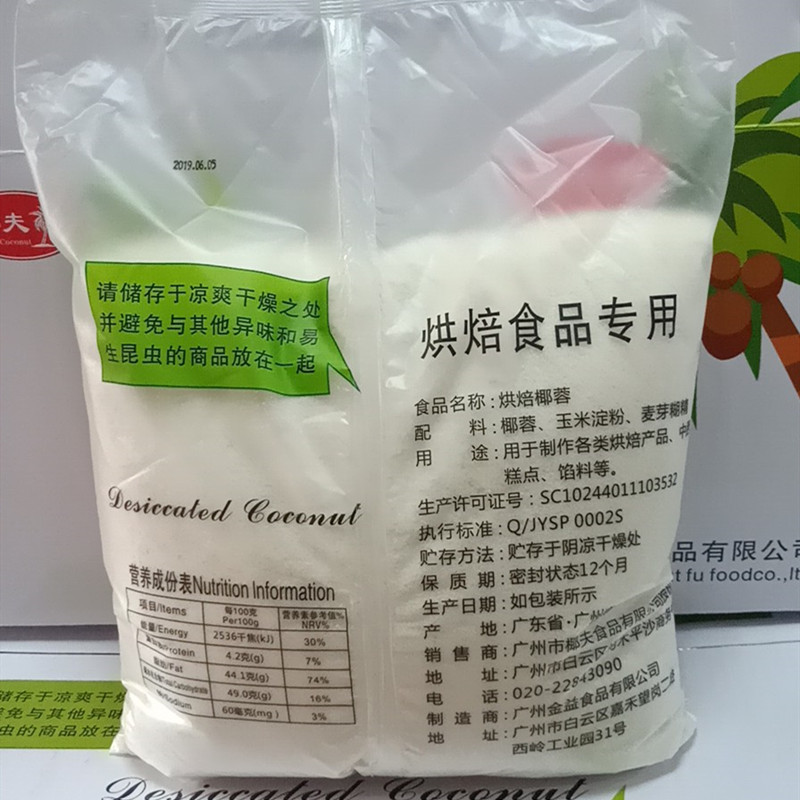 2019.06.05
夫
Coconut
请储存于凉爽干燥之处
并避免与其他异味和易
生昆虫的商品放在一起
Desiccated Coconut
营养成份表Nutrition Information
项目/Items 每100克 Per100g 营养素参考值% NRV%
能量/Energy 2536千焦(kJ) 30%
Protein 4.2克(g) 7%
脂肪/Fat 44.1克(g) 74%
Carbohydrate 49.0克(g) 16%
Sodium 60毫克(mg) 3%
烘焙食品专用
食品名称: 烘焙椰蓉
配 料: 椰蓉、玉米淀粉、麦芽糊精
用 途: 用于制作各类烘焙产品、中
糕点、馅料等。
生产许可证号: SC10244011103532
执行标准: Q/JYSP 0002S
贮存方法: 贮存于阴凉干燥处
保 质 期: 密封状态12个月
生产日期: 如包装所示
产 地: 广东省·广州
销 售 商: 广州市椰夫食品有限公司
地 址: 广州市白云区
电 话: 020-22943090
制 造 商: 广州金益食品有限公司
地 址: 广州市白云区嘉禾望岗二
西岭工业园31号
品有限公司
t fu foodco.,lt
请储存于凉爽干燥
免与其他异味
虫的商品放在
Desiccated Coconut